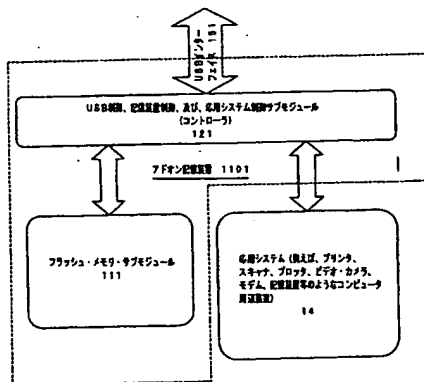 USBインター
フェイス 151
USB制御、記憶装置制御、及び、応用システム制御サブモジュール
(コントローラ)
121
アドオン記憶装置 1101
フラッシュ・メモリ・サブモジュール
111
応用システム (例えば、プリンタ、
スキャナ、プロッタ、ビデオ・カメラ、
モデム、記憶装置等のようなコンピュータ
周辺装置)
14